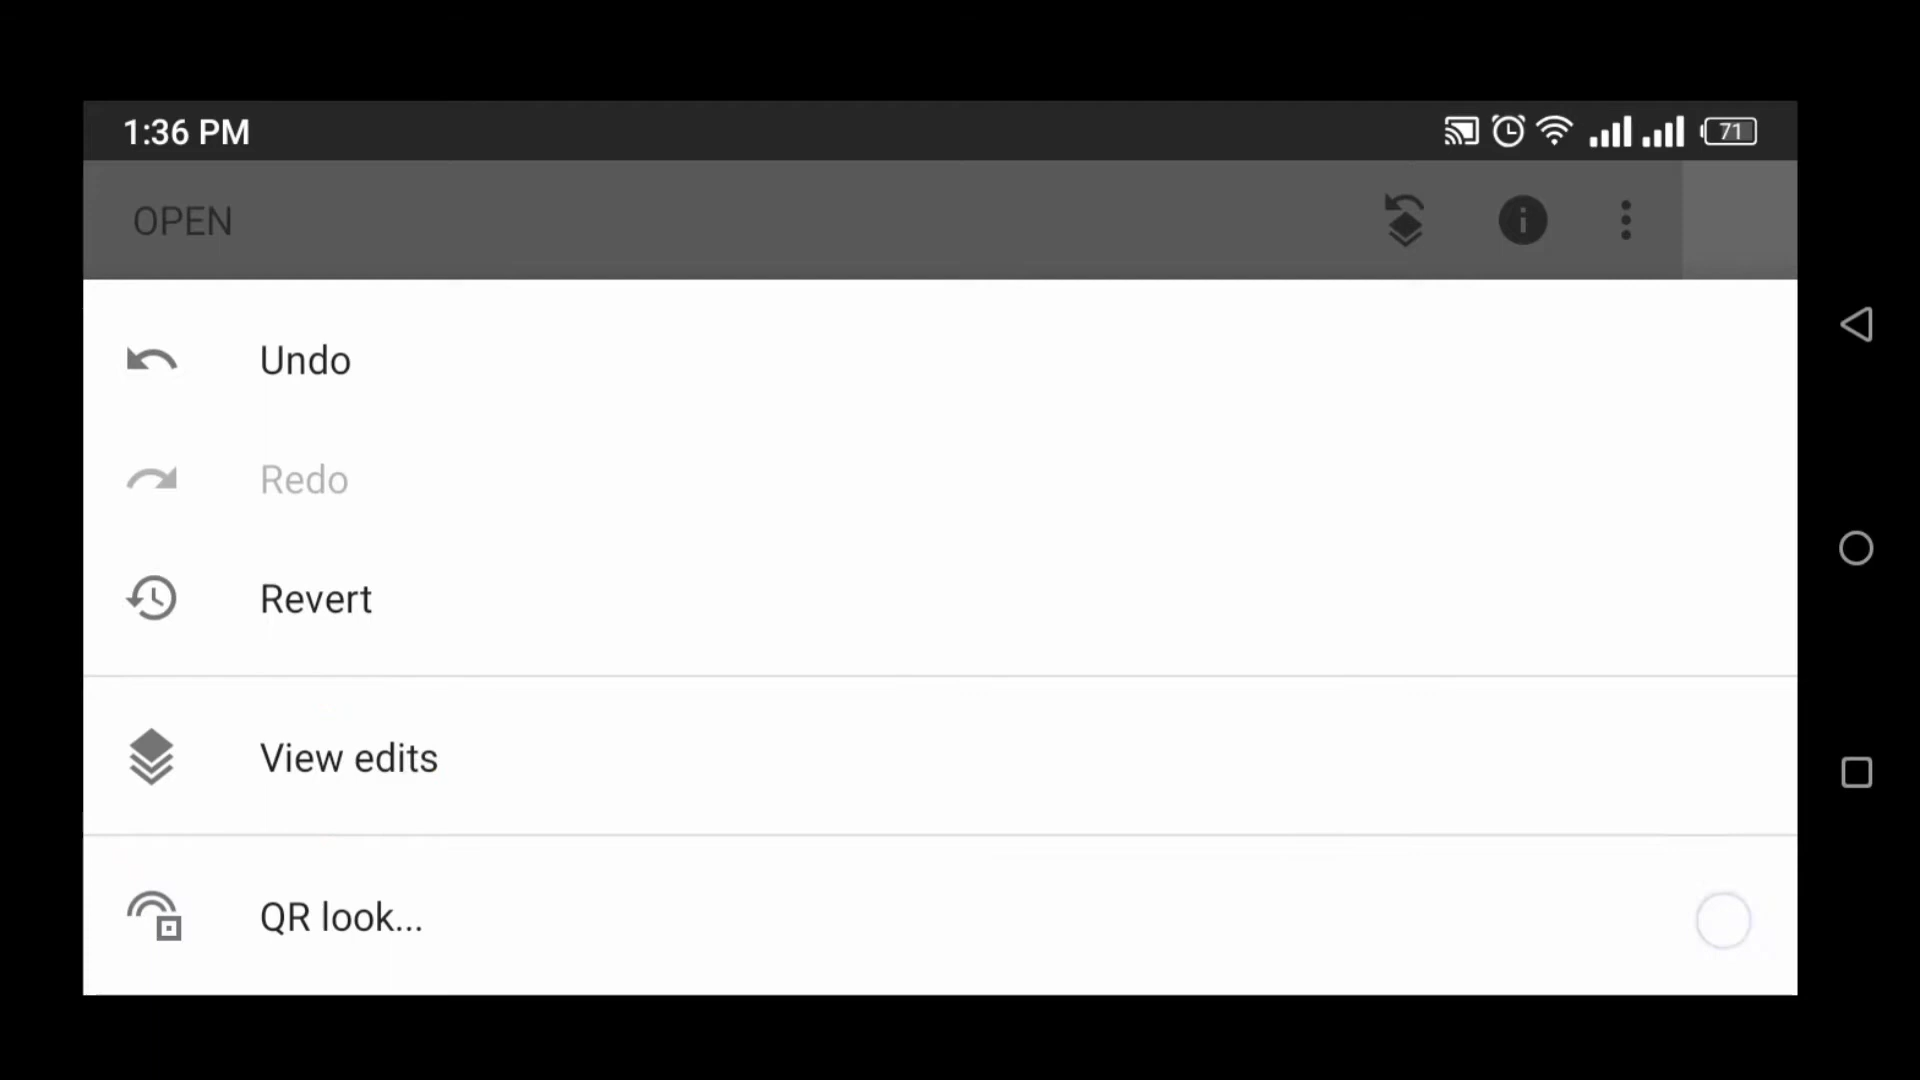 1:36 PM
71
OPEN
Undo
Redo
Revert
View edits
QR look...